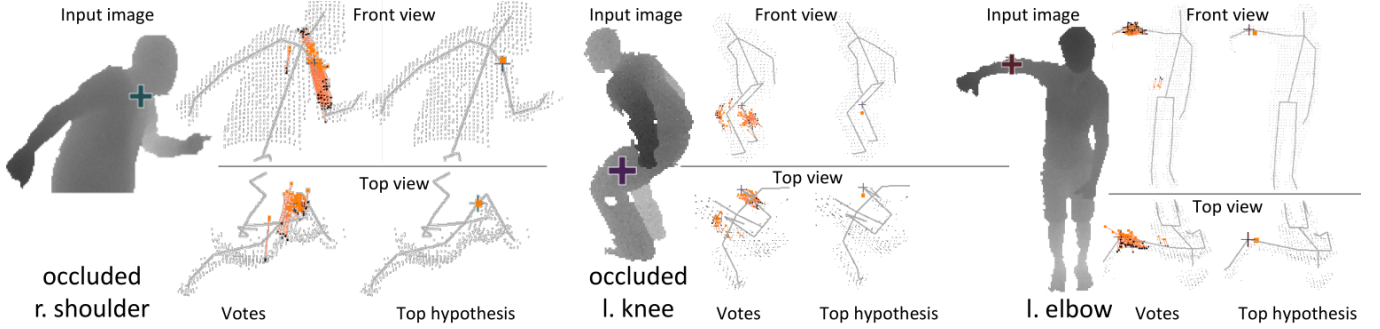 Input image
Front view
Top view
occluded
r. shoulder
Votes
Top hypothesis
Input image
Front view
Top view
occluded
l. knee
Votes
Top hypothesis
Input image
Front view
Top view
l. elbow
Votes
Top hypothesis